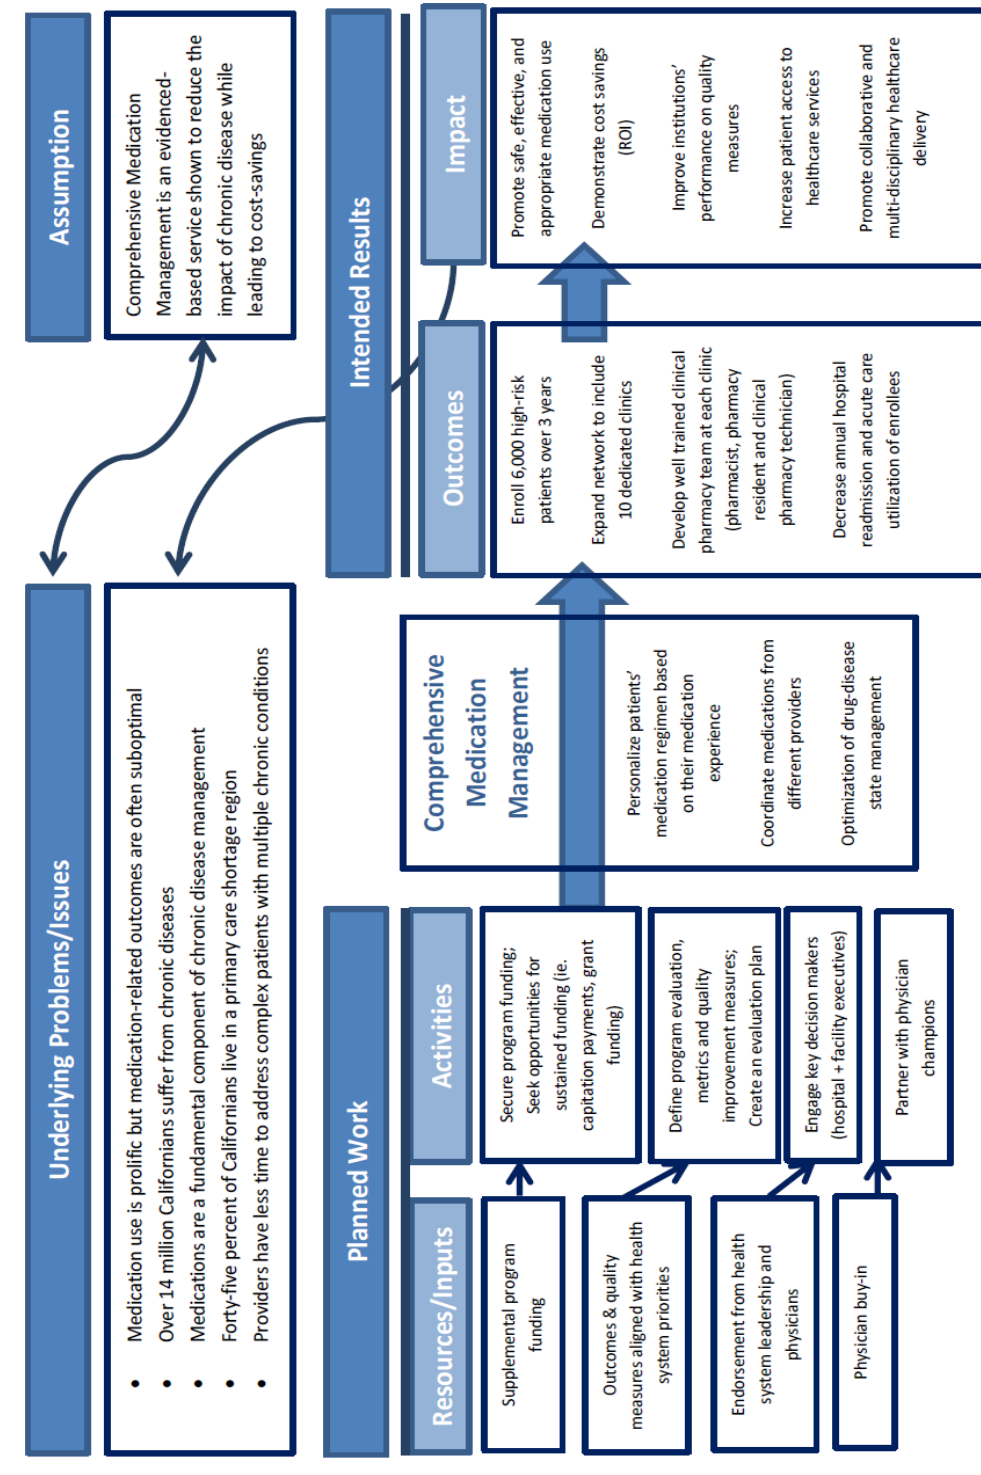 Underlying Problems/Issues
• Medication use is prolific but medication-related outcomes are often suboptimal
• Over 14 million Californians suffer from chronic diseases
• Medications are a fundamental component of chronic disease management
• Forty-five percent of Californians live in a primary care shortage region
• Providers have less time to address complex patients with multiple chronic conditions
Assumption
Comprehensive Medication
Management is an evidenced-
based service shown to reduce the
impact of chronic disease while
leading to cost-savings
Planned Work
Resources/Inputs
Supplemental program
funding
Outcomes & quality
measures aligned with health
system priorities
Endorsement from health
system leadership and
physicians
Physician buy-in
Activities
Secure program funding;
Seek opportunities for
sustained funding (ie.
capitation payments, grant
funding)
Define program evaluation,
metrics and quality
improvement measures;
Create an evaluation plan
Engage key decision makers
(hospital + facility executives)
Partner with physician
champions
Comprehensive
Medication
Management
Personalize patients'
medication regimen based
on their medication
experience
Coordinate medications from
different providers
Optimization of drug-disease
state management
Intended Results
Outcomes
Enroll 6,000 high-risk
patients over 3 years
Expand network to include
10 dedicated clinics
Develop well trained clinical
pharmacy team at each clinic
(pharmacist, pharmacy
resident and clinical
pharmacy technician)
Decrease annual hospital
readmission and acute care
utilization of enrollees
Impact
Promote safe, effective, and
appropriate medication use
Demonstrate cost savings
(ROI)
Improve institutions'
performance on quality
measures
Increase patient access to
healthcare services
Promote collaborative and
multi-disciplinary healthcare
delivery